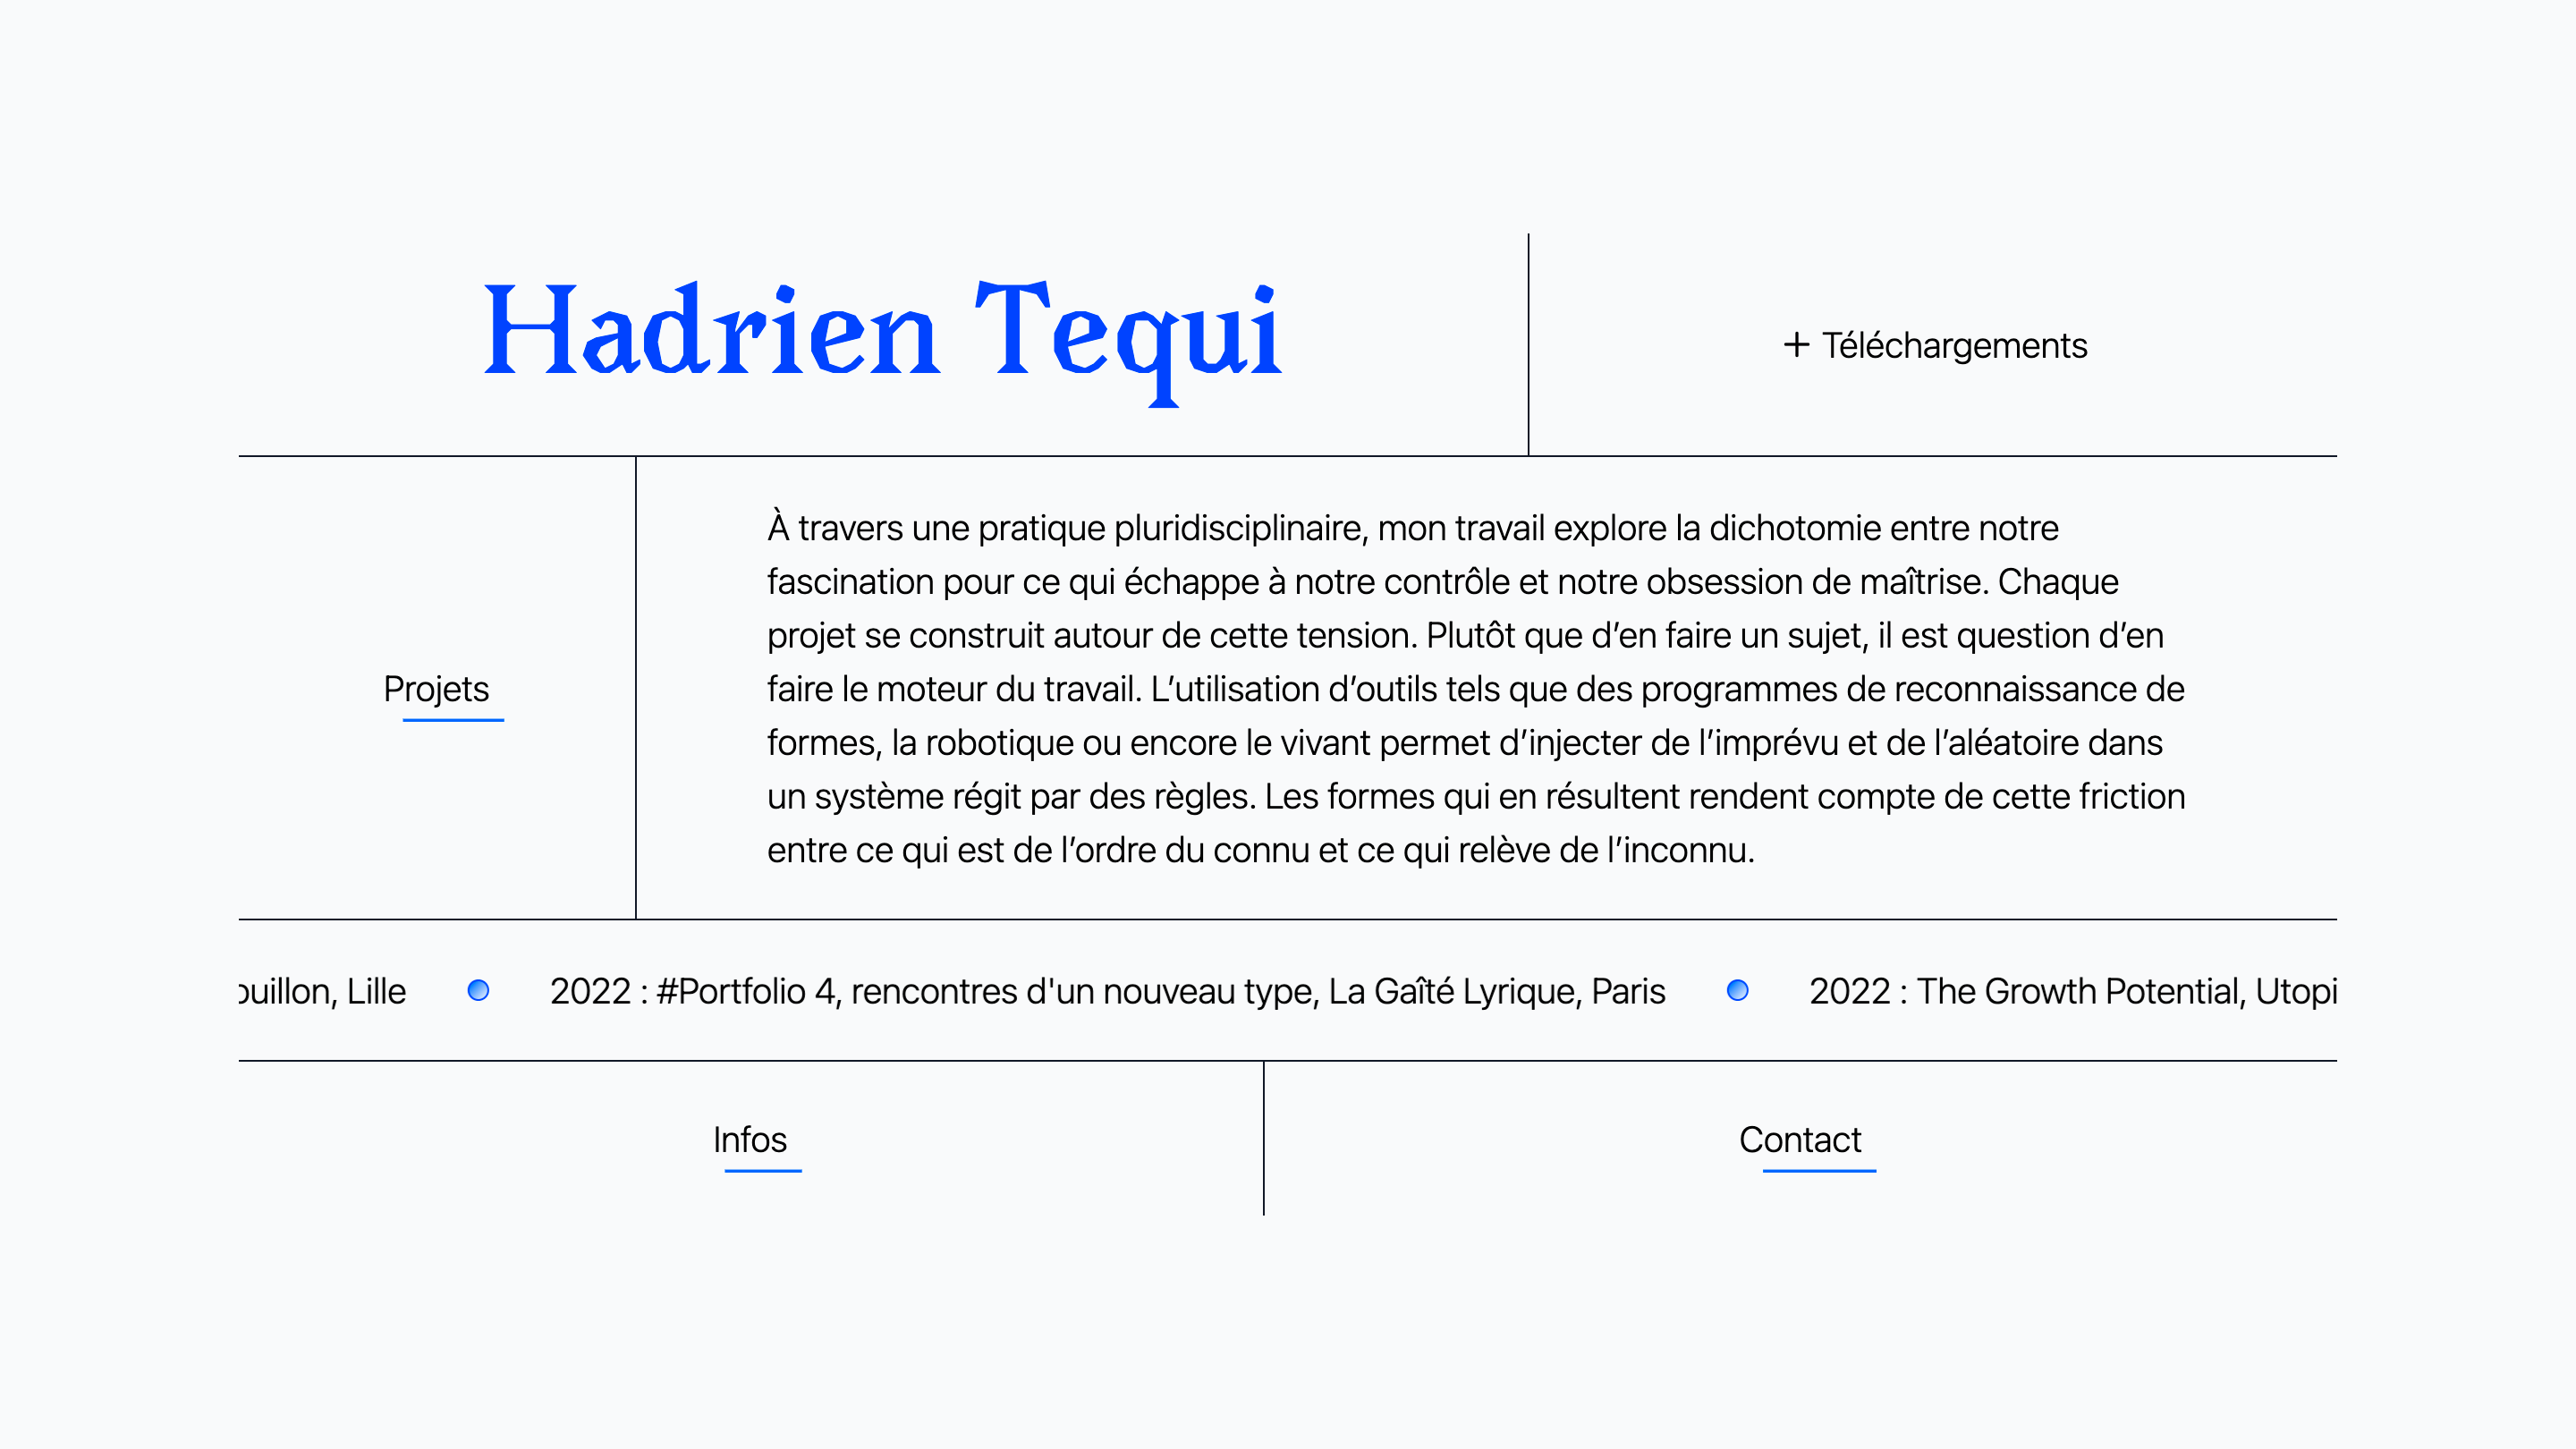 Hadrien Tequi
+ Téléchargements
Projets
À travers une pratique pluridisciplinaire, mon travail explore la dichotomie entre notre
fascination pour ce qui échappe à notre contrôle et notre obsession de maîtrise. Chaque
projet se construit autour de cette tension. Plutôt que d’en faire un sujet, il est question d’en
faire le moteur du travail. L’utilisation d’outils tels que des programmes de reconnaissance de
formes, la robotique ou encore le vivant permet d’injecter de l’imprévu et de l’aléatoire dans
un système régit par des règles. Les formes qui en résultent rendent compte de cette friction
entre ce qui est de l’ordre du connu et ce qui relève de l’inconnu.
ouillon, Lille
2022 : #Portfolio 4, rencontres d'un nouveau type, La Gaîté Lyrique, Paris
2022 : The Growth Potential, Utopi
Infos
Contact